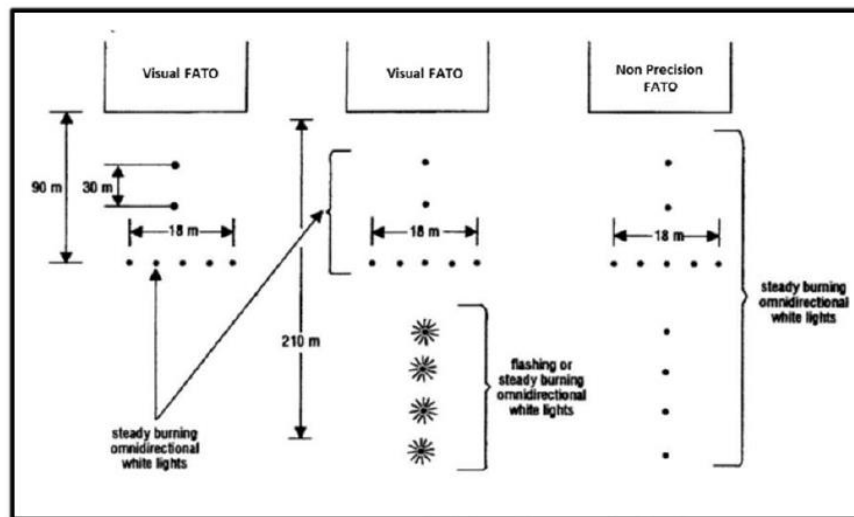 Visual FATO
Visual FATO
Non Precision
FATO
90 m
30 m
18 m
18 m
18 m
210 m
steady burning
omnidirectional
white lights
flashing or
steady burning
omnidirectional
white lights
steady burning
omnidirectional
white lights